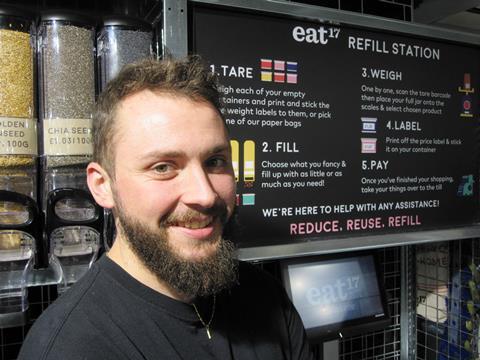 eat17 REFILL STATION
1. TARE
eigh each of your empty
tainers and print and stick the
e weight labels to them, or pick
one of our paper bags
2. FILL
Choose what you fancy &
fill up with as little or as
much as you need!
3. WEIGH
One by one, scan the tare barcode
then place your full jar onto the
scales & select chosen product
4. LABEL
Print off the price label & stick
it on your container
5. PAY
Once you've finished your shopping,
take your things over to the till
WE'RE HERE TO HELP WITH ANY ASSISTANCE!
REDUCE. REUSE. REFILL
OLDEN
NSEED
P.100G
CHIA SEED
£1.03/100
eat17